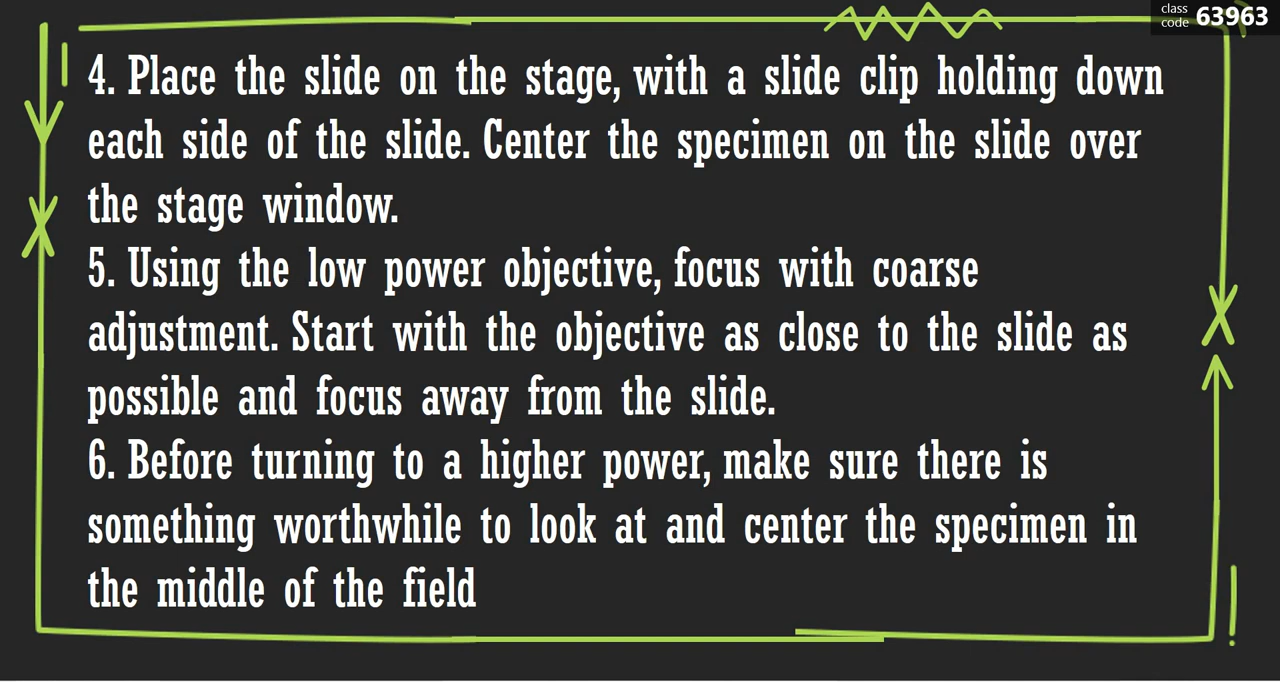 class
code 63963
4. Place the slide on the stage, with a slide clip holding down
each side of the slide. Center the specimen on the slide over
the stage window.
5. Using the low power objective, focus with coarse
adjustment. Start with the objective as close to the slide as
possible and focus away from the slide.
6. Before turning to a higher power, make sure there is
something worthwhile to look at and center the specimen in
the middle of the field